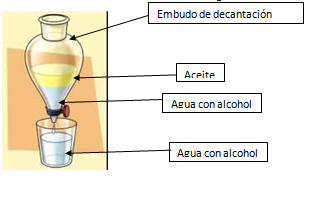 Embudo de decantación
Aceite
Agua con alcohol
Agua con alcohol